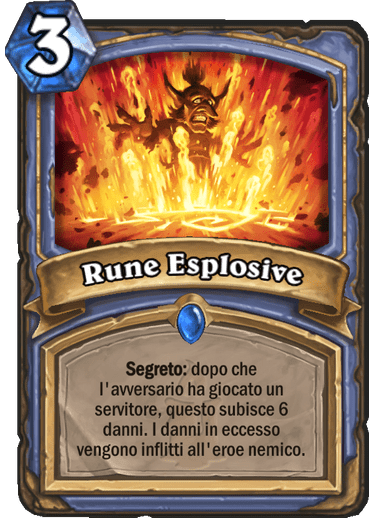 3
Rune Esplosive
Segreto: dopo che
l'avversario ha giocato un
servitore, questo subisce 6
danni. I danni in eccesso
vengono inflitti all'eroe nemico.